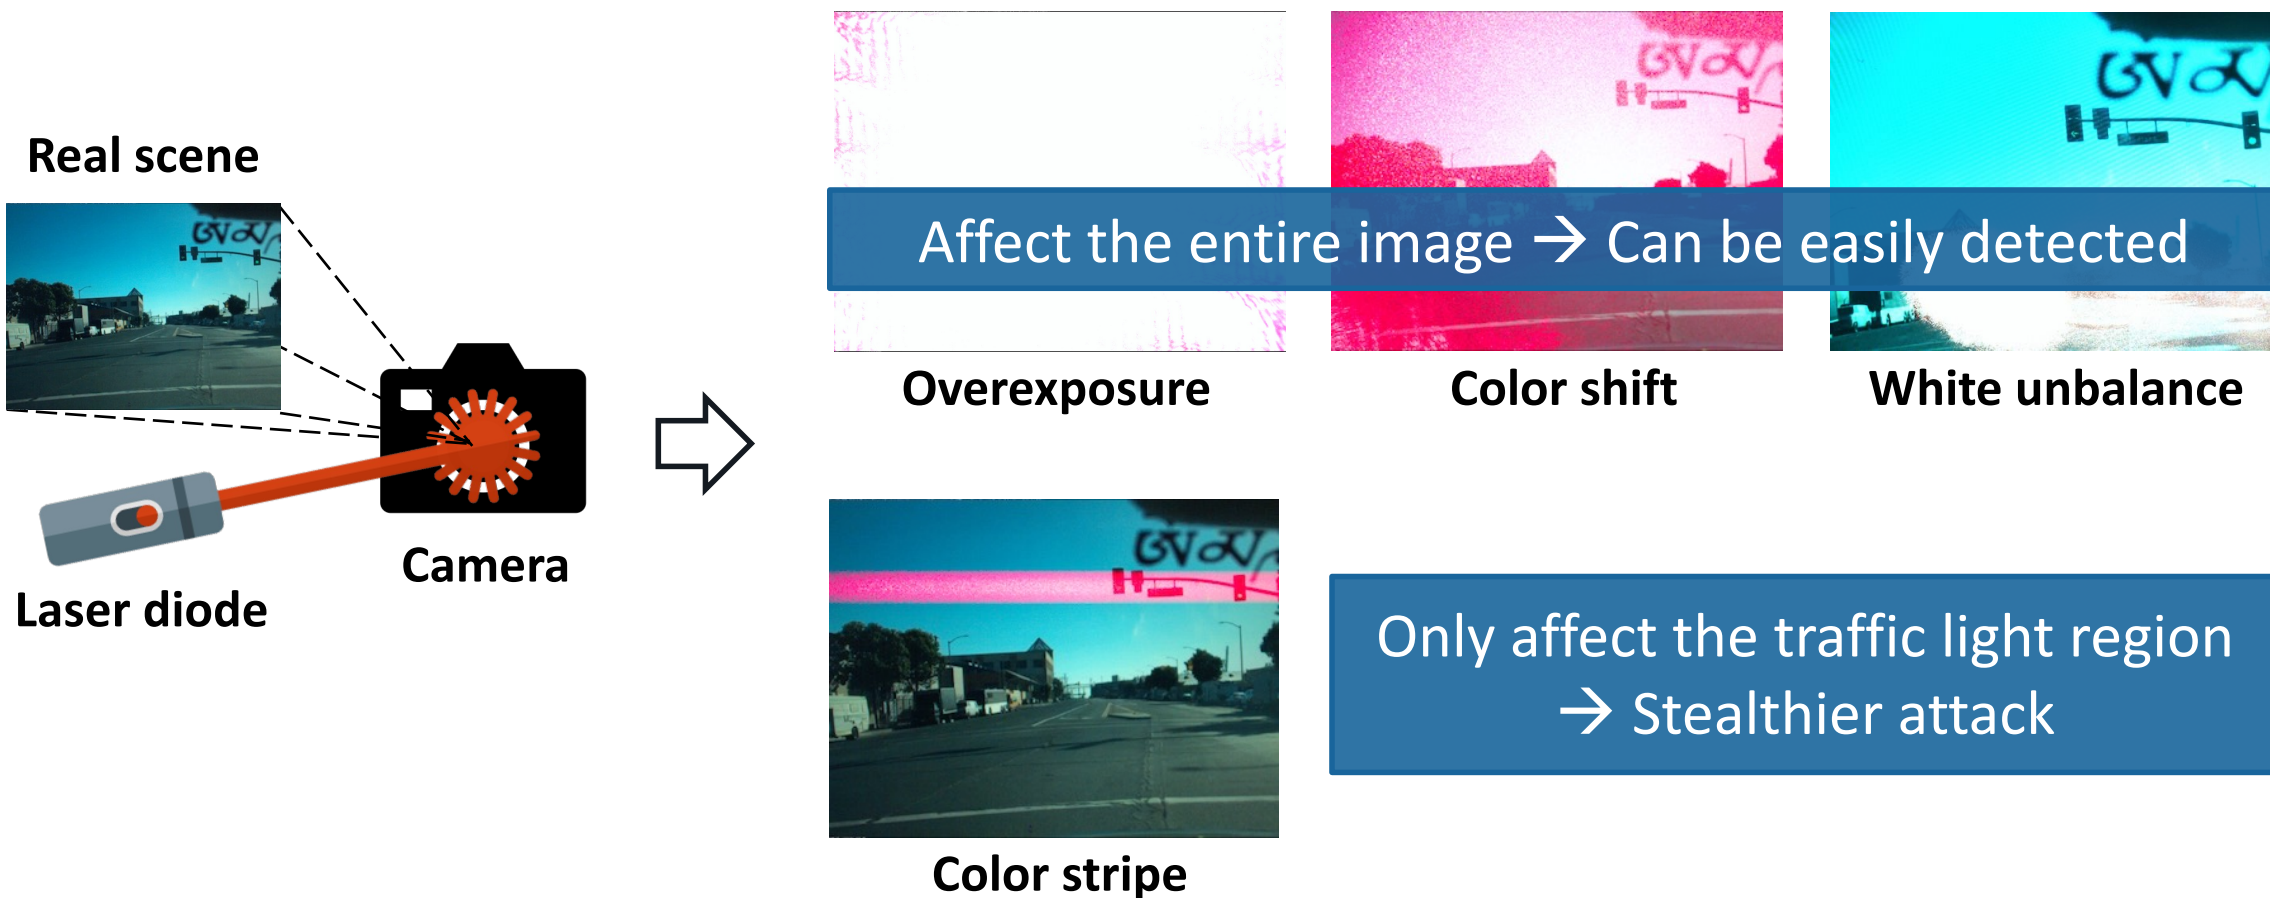 Real scene
Laser diode
Camera
Affect the entire image → Can be easily detected
Overexposure
Color shift
White unbalance
Only affect the traffic light region
→ Stealthier attack
Color stripe